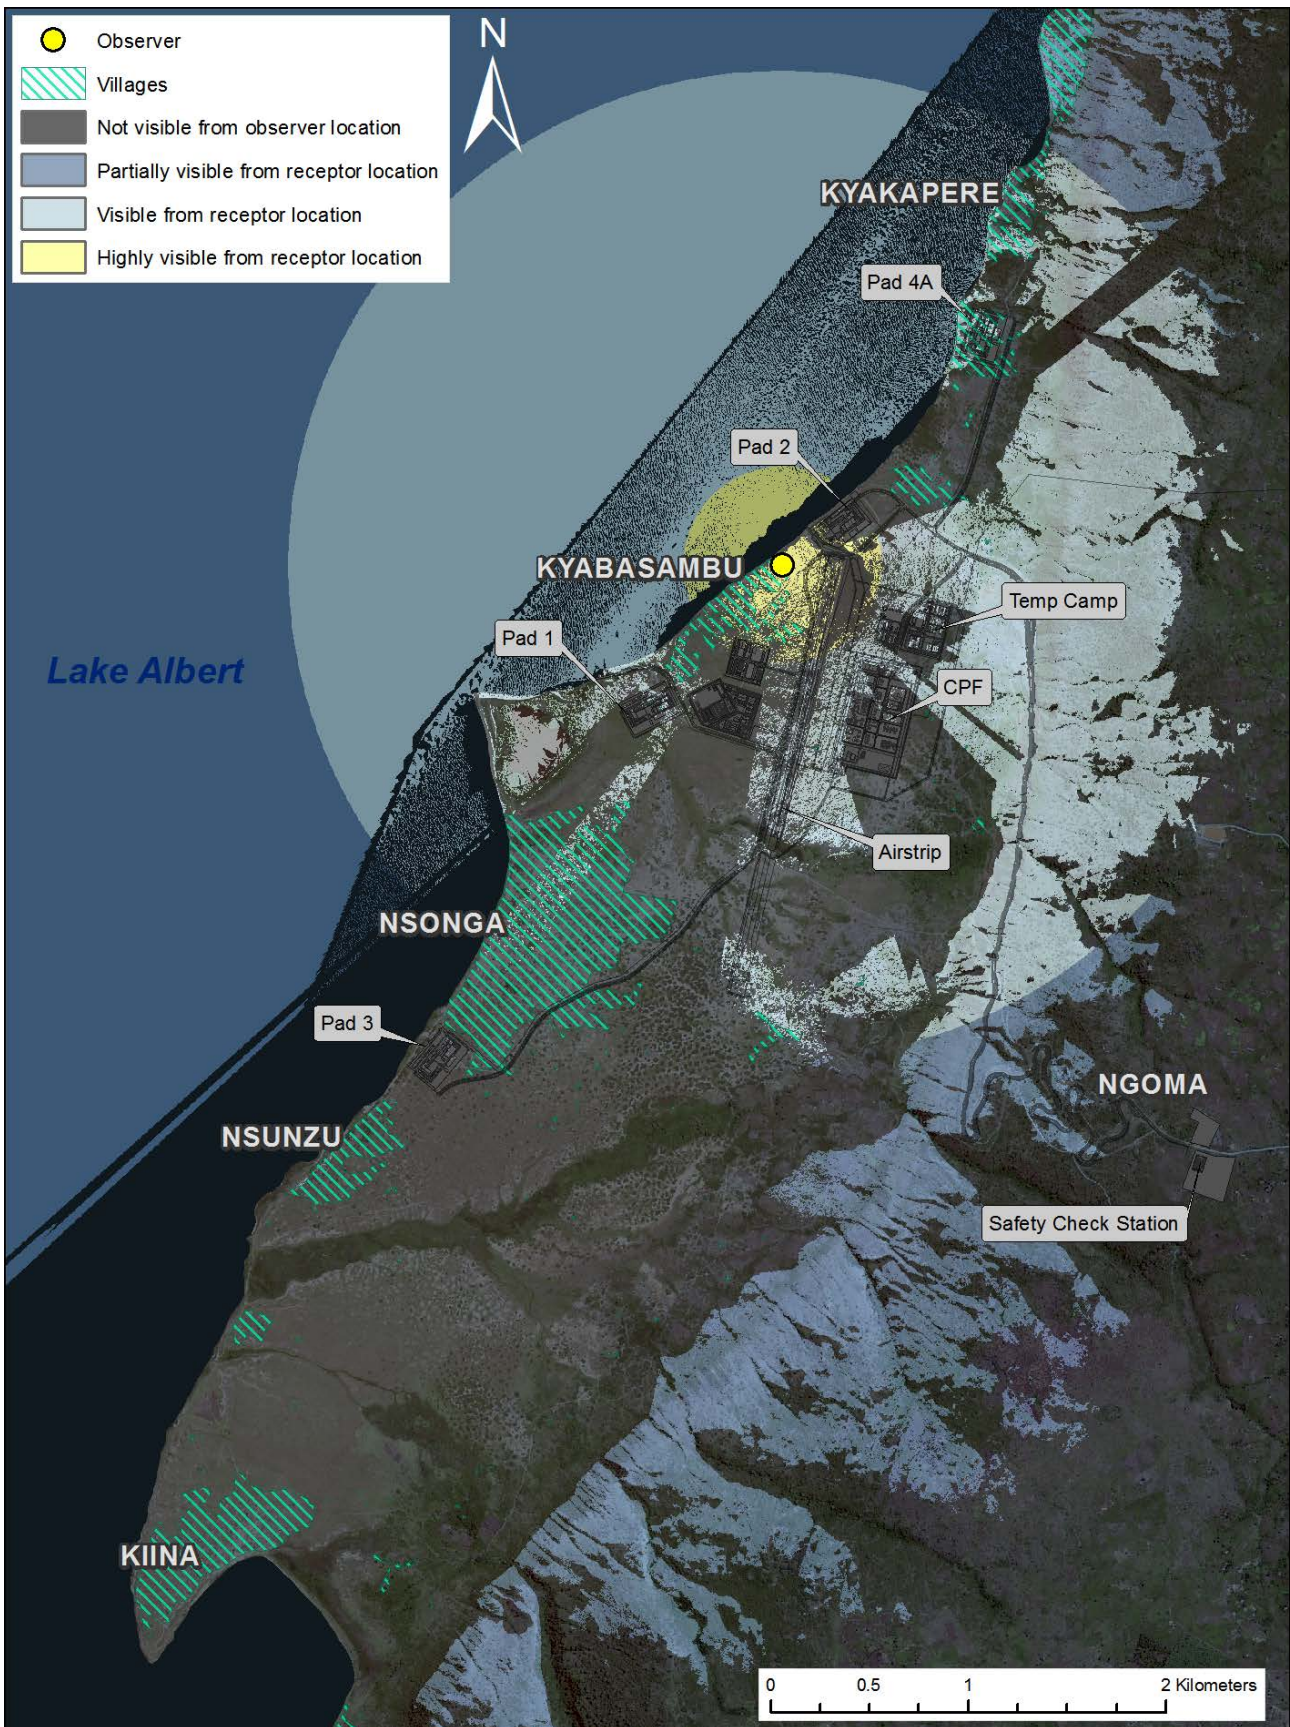 Observer
Villages
Not visible from observer location
Partially visible from receptor location
Visible from receptor location
Highly visible from receptor location
N
KYAKAPERE
Pad 4A
Pad 2
KYABASAMBU
Temp Camp
Pad 1
Lake Albert
CPF
Airstrip
NSONGA
Pad 3
NGOMA
NSUNZU
Safety Check Station
KIINA
0 0.5 1 2 Kilometers